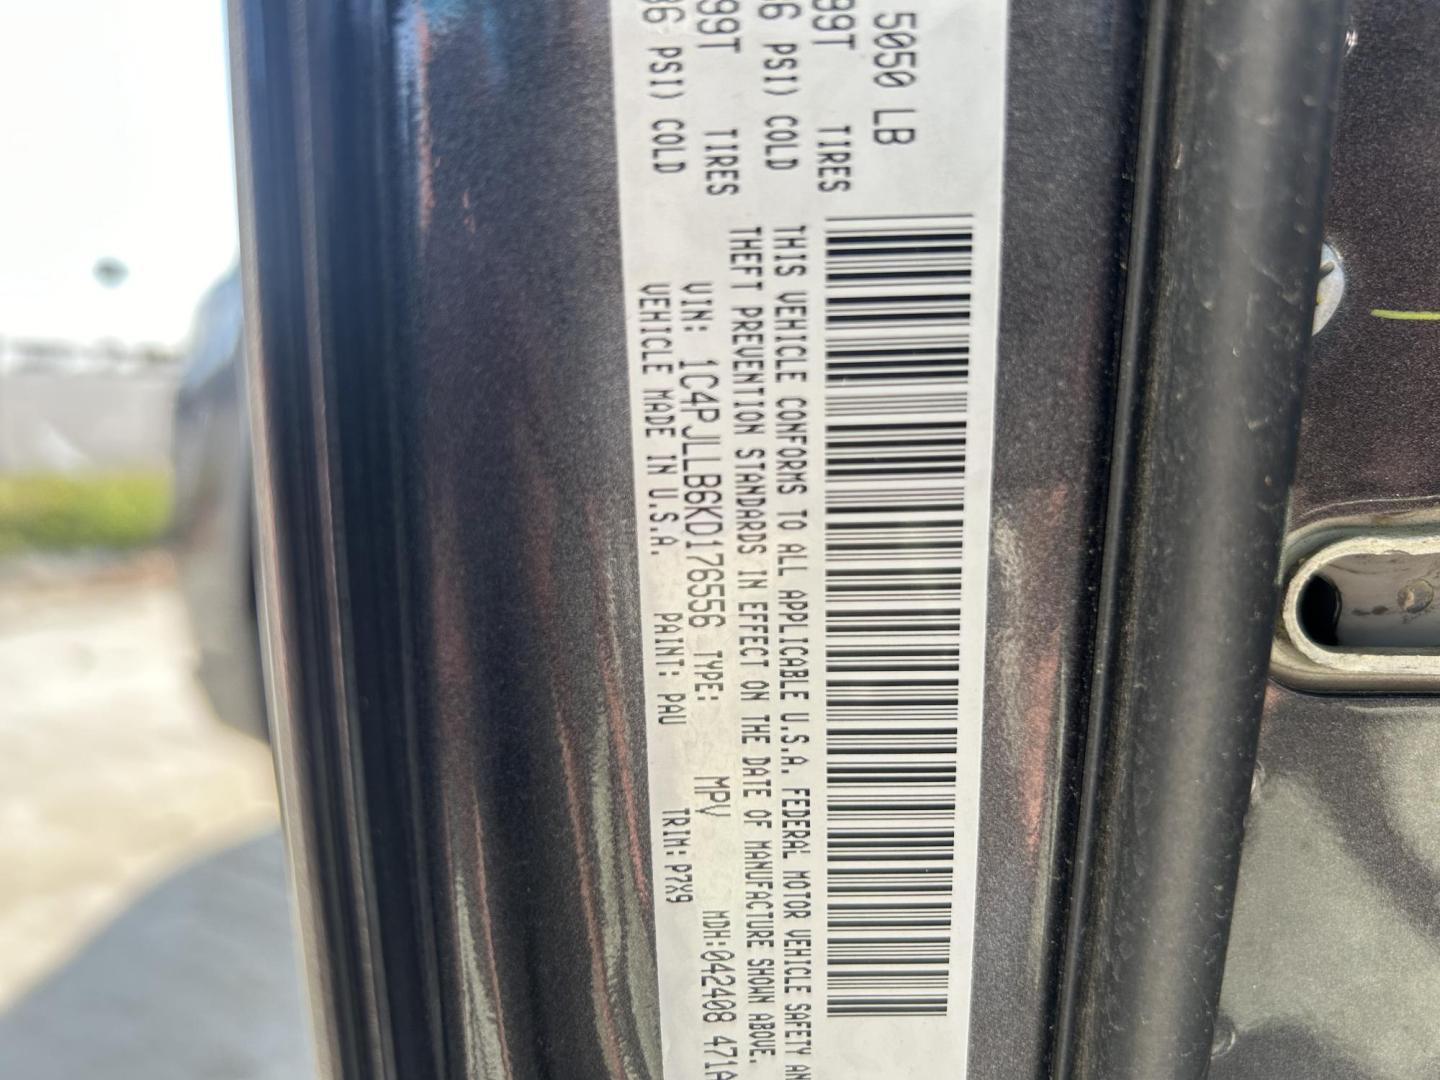 5050 LB
99T TIRES
36 PSI) COLD
99T TIRES
36 PSI) COLD
THIS VEHICLE CONFORMS TO ALL APPLICABLE U.S.A. FEDERAL MOTOR VEHICLE SAFETY AN
THEFT PREVENTION STANDARDS IN EFFECT ON THE DATE OF MANUFACTURE SHOWN ABOVE.
VIN: 1C4PJLLB6KD176556 TYPE: MPV MDH:042408 471A
VEHICLE MADE IN U.S.A. PAINT: PAU TRIM: P7X9